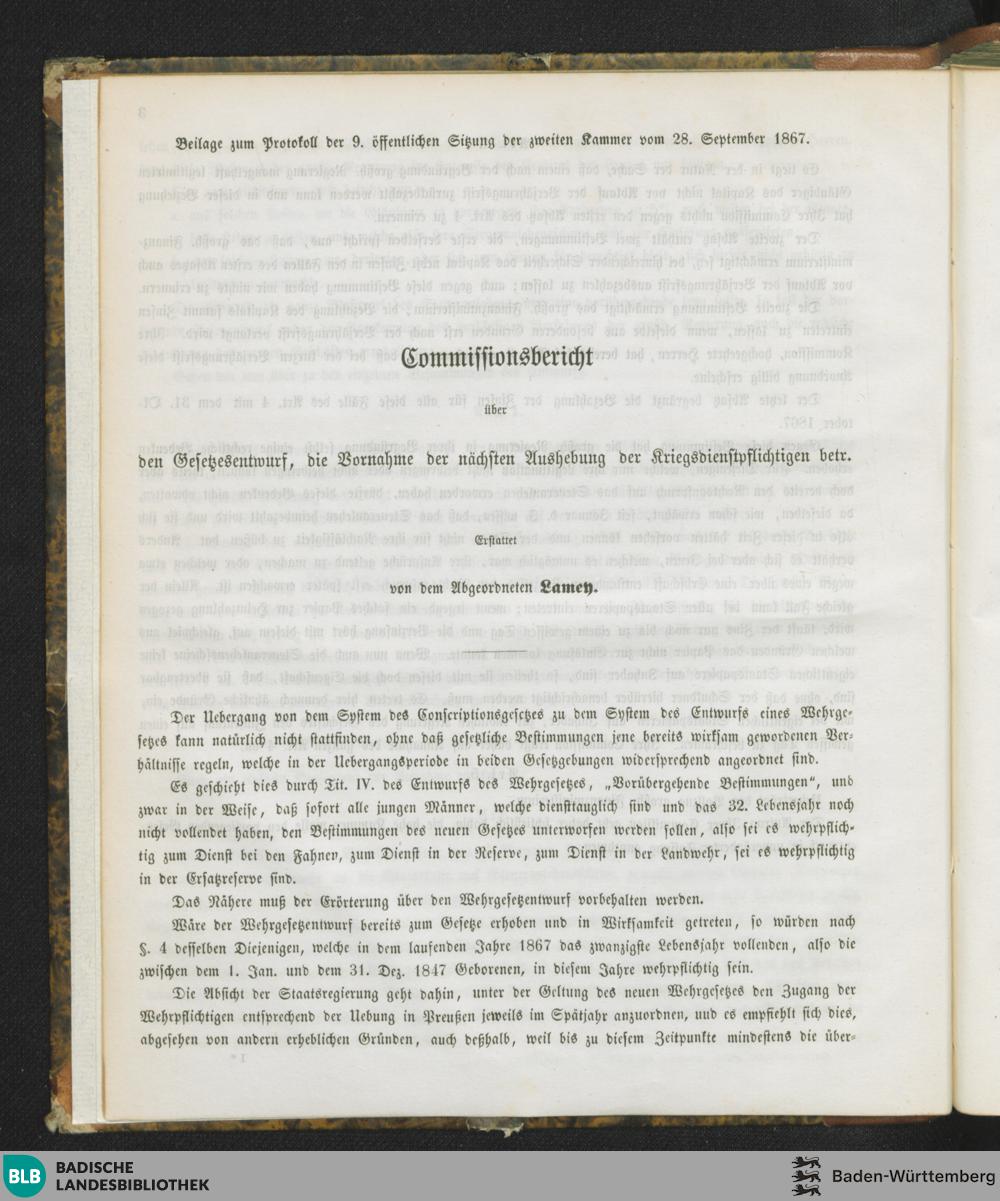 Beilage zum Protokoll der 9. öffentlichen Sitzung der zweiten Kammer vom 28. September 1867.
Commissionsbericht
über
den Gesetzesentwurf, die Vornahme der nächsten Aushebung der Kriegsdienstpflichtigen betr.
Erstattet
von dem Abgeordneten Lamey.
Der Uebergang von dem System des Conscriptionsgesetzes zu dem System des Entwurfs eines Wehrge-
setzes kann natürlich nicht stattfinden, ohne daß gesetzliche Bestimmungen jene bereits wirksam gewordenen Ver-
hältnisse regeln, welche in der Uebergangsperiode in beiden Gesetzgebungen widersprechend angeordnet sind.
Es geschieht dies durch Tit. IV. des Entwurfs des Wehrgesetzes, „Vorübergehende Bestimmungen“, und
zwar in der Weise, daß sofort alle jungen Männer, welche diensttauglich sind und das 32. Lebensjahr noch
nicht vollendet haben, den Bestimmungen des neuen Gesetzes unterworfen werden sollen, also sei es wehrpflich-
tig zum Dienst bei den Fahnen, zum Dienst in der Reserve, zum Dienst in der Landwehr, sei es wehrpflichtig
in der Ersatzreserve sind.
Das Nähere muß der Erörterung über den Wehrgesetzentwurf vorbehalten werden.
Wäre der Wehrgesetzentwurf bereits zum Gesetze erhoben und in Wirksamkeit getreten, so würden nach
§. 4 desselben Diejenigen, welche in dem laufenden Jahre 1867 das zwanzigste Lebensjahr vollenden, also die
zwischen dem 1. Jan. und dem 31. Dez. 1847 Geborenen, in diesem Jahre wehrpflichtig sein.
Die Absicht der Staatsregierung geht dahin, unter der Geltung des neuen Wehrgesetzes den Zugang der
Wehrpflichtigen entsprechend der Uebung in Preußen jeweils im Spätjahr anzuordnen, uud es empfiehlt sich dies,
abgesehen von andern erheblichen Gründen, auch deßhalb, weil bis zu diesem Zeitpunkte mindestens die über-
BLB BADISCHE
LANDESBIBLIOTHEK
Baden-Württemberg